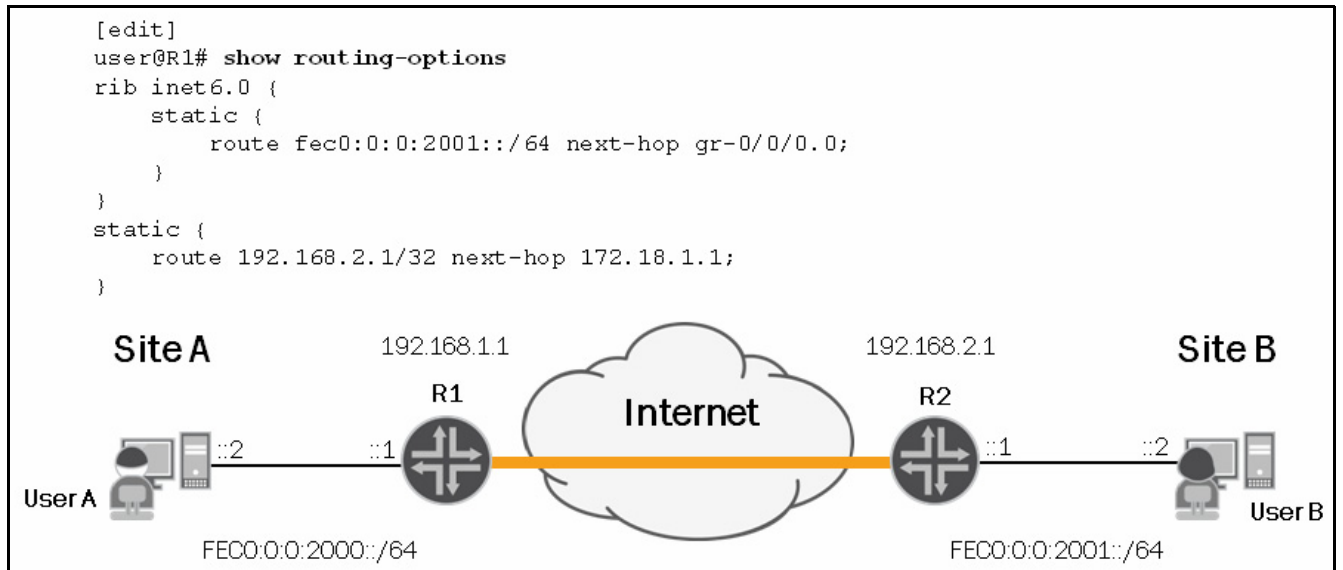 [edit]
user@R1# show routing-options
rib inet6.0 {
    static {
        route fec0:0:0:2001::/64 next-hop gr-0/0/0.0;
    }
}
static {
    route 192.168.2.1/32 next-hop 172.18.1.1;
}
Site A
192.168.1.1
192.168.2.1
Site B
R1
R2
Internet
::2
::1
::1
::2
User A
User B
FEC0:0:0:2000::/64
FEC0:0:0:2001::/64